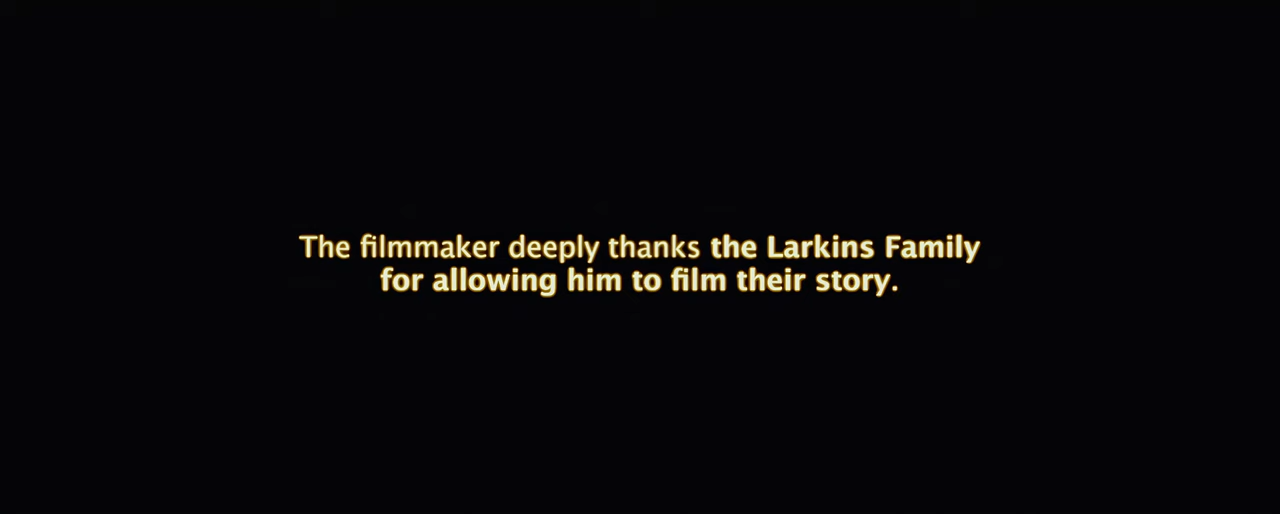 The filmmaker deeply thanks the Larkins Family
for allowing him to film their story.